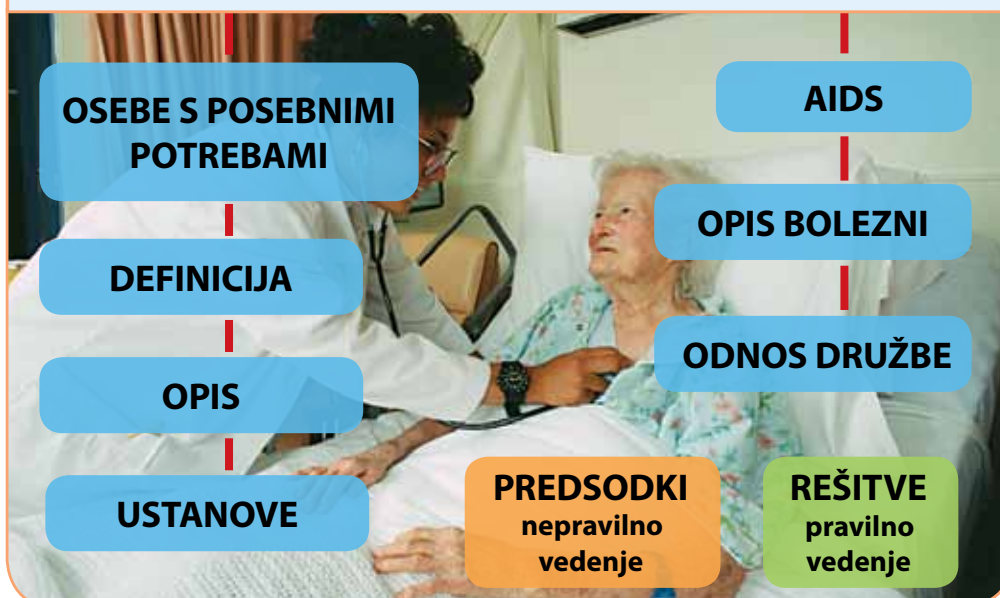 OSEBE S POSEBNIMI
POTREBAMI
DEFINICIJA
OPIS
USTANOVE
AIDS
OPIS BOLEZNI
ODNOS DRUŽBE
PREDSODKI
nepravilno
vedenje
REŠITVE
pravilno
vedenje